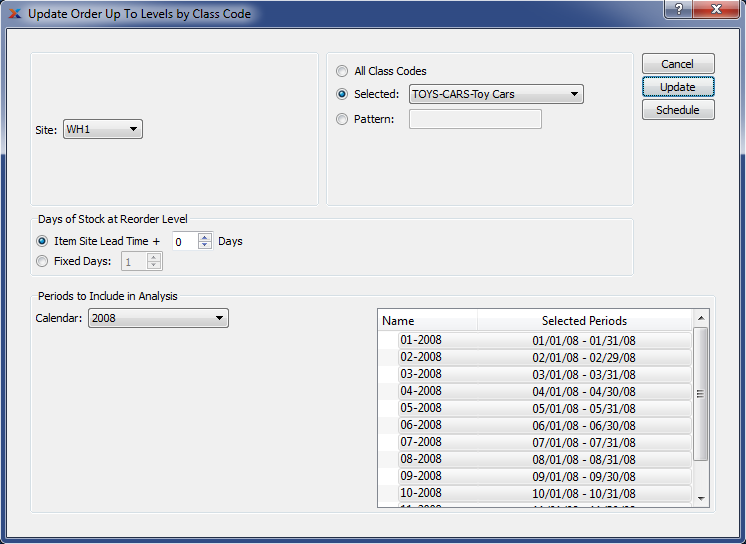 Update Order Up To Levels by Class Code
?
Site: WH1
All Class Codes
Selected: TOYS-CARS-Toy Cars
Pattern:
Cancel
Update
Schedule
Days of Stock at Reorder Level
Item Site Lead Time + 0 Days
Fixed Days: 1
Periods to Include in Analysis
Calendar: 2008
Name Selected Periods
01-2008 01/01/08 - 01/31/08
02-2008 02/01/08 - 02/29/08
03-2008 03/01/08 - 03/31/08
04-2008 04/01/08 - 04/30/08
05-2008 05/01/08 - 05/31/08
06-2008 06/01/08 - 06/30/08
07-2008 07/01/08 - 07/31/08
08-2008 08/01/08 - 08/31/08
09-2008 09/01/08 - 09/30/08
10-2008 10/01/08 - 10/31/08